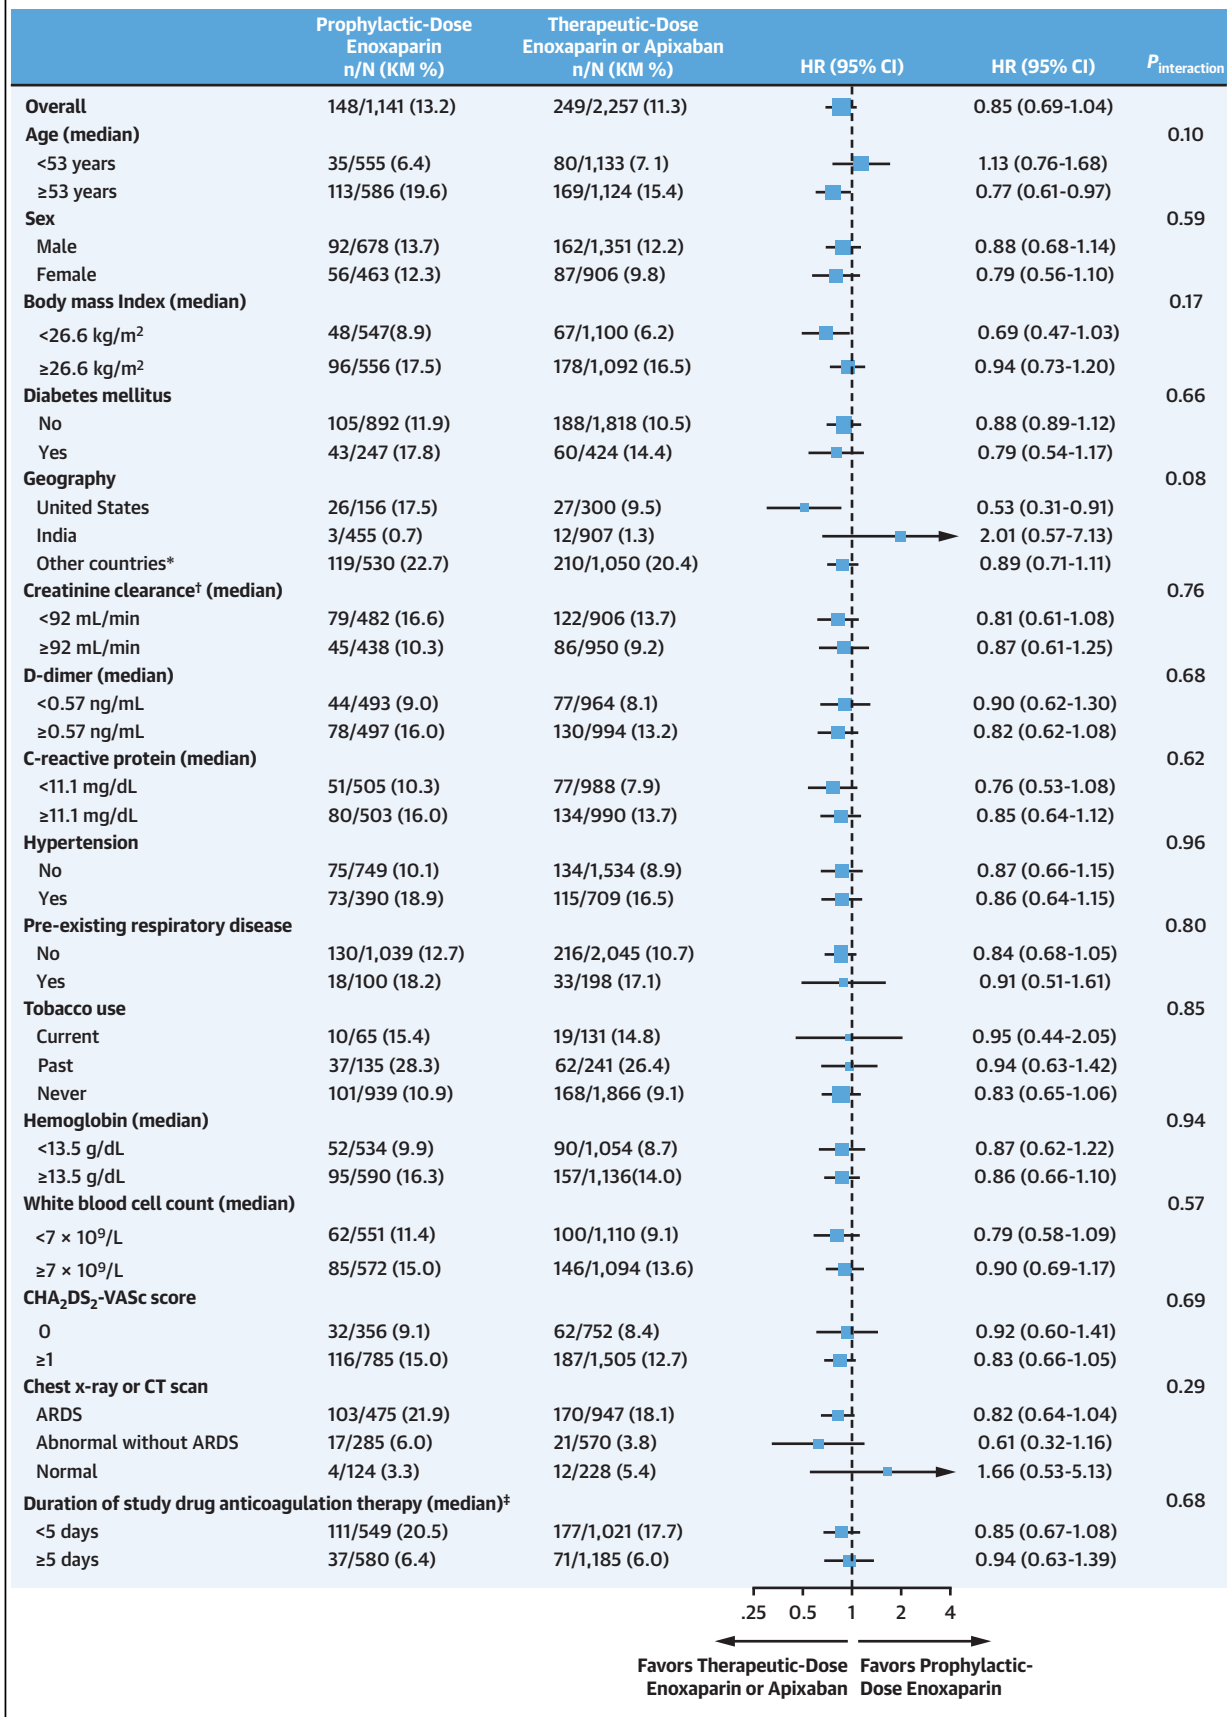 Prophylactic-Dose Enoxaparin n/N (KM %) Therapeutic-Dose Enoxaparin or Apixaban n/N (KM %) HR (95% CI) HR (95% CI) Pinteraction
Overall 148/1,141 (13.2) 249/2,257 (11.3) 0.85 (0.69-1.04)
Age (median) 0.10
<53 years 35/555 (6.4) 80/1,133 (7. 1) 1.13 (0.76-1.68)
≥53 years 113/586 (19.6) 169/1,124 (15.4) 0.77 (0.61-0.97)
Sex 0.59
Male 92/678 (13.7) 162/1,351 (12.2) 0.88 (0.68-1.14)
Female 56/463 (12.3) 87/906 (9.8) 0.79 (0.56-1.10)
Body mass Index (median) 0.17
<26.6 kg/m² 48/547(8.9) 67/1,100 (6.2) 0.69 (0.47-1.03)
≥26.6 kg/m² 96/556 (17.5) 178/1,092 (16.5) 0.94 (0.73-1.20)
Diabetes mellitus 0.66
No 105/892 (11.9) 188/1,818 (10.5) 0.88 (0.89-1.12)
Yes 43/247 (17.8) 60/424 (14.4) 0.79 (0.54-1.17)
Geography 0.08
United States 26/156 (17.5) 27/300 (9.5) 0.53 (0.31-0.91)
India 3/455 (0.7) 12/907 (1.3) 2.01 (0.57-7.13)
Other countries* 119/530 (22.7) 210/1,050 (20.4) 0.89 (0.71-1.11)
Creatinine clearance† (median) 0.76
<92 mL/min 79/482 (16.6) 122/906 (13.7) 0.81 (0.61-1.08)
≥92 mL/min 45/438 (10.3) 86/950 (9.2) 0.87 (0.61-1.25)
D-dimer (median) 0.68
<0.57 ng/mL 44/493 (9.0) 77/964 (8.1) 0.90 (0.62-1.30)
≥0.57 ng/mL 78/497 (16.0) 130/994 (13.2) 0.82 (0.62-1.08)
C-reactive protein (median) 0.62
<11.1 mg/dL 51/505 (10.3) 77/988 (7.9) 0.76 (0.53-1.08)
≥11.1 mg/dL 80/503 (16.0) 134/990 (13.7) 0.85 (0.64-1.12)
Hypertension 0.96
No 75/749 (10.1) 134/1,534 (8.9) 0.87 (0.66-1.15)
Yes 73/390 (18.9) 115/709 (16.5) 0.86 (0.64-1.15)
Pre-existing respiratory disease 0.80
No 130/1,039 (12.7) 216/2,045 (10.7) 0.84 (0.68-1.05)
Yes 18/100 (18.2) 33/198 (17.1) 0.91 (0.51-1.61)
Tobacco use 0.85
Current 10/65 (15.4) 19/131 (14.8) 0.95 (0.44-2.05)
Past 37/135 (28.3) 62/241 (26.4) 0.94 (0.63-1.42)
Never 101/939 (10.9) 168/1,866 (9.1) 0.83 (0.65-1.06)
Hemoglobin (median) 0.94
<13.5 g/dL 52/534 (9.9) 90/1,054 (8.7) 0.87 (0.62-1.22)
≥13.5 g/dL 95/590 (16.3) 157/1,136(14.0) 0.86 (0.66-1.10)
White blood cell count (median) 0.57
<7 × 10⁹/L 62/551 (11.4) 100/1,110 (9.1) 0.79 (0.58-1.09)
≥7 × 10⁹/L 85/572 (15.0) 146/1,094 (13.6) 0.90 (0.69-1.17)
CHA₂DS₂-VASc score 0.69
0 32/356 (9.1) 62/752 (8.4) 0.92 (0.60-1.41)
≥1 116/785 (15.0) 187/1,505 (12.7) 0.83 (0.66-1.05)
Chest x-ray or CT scan 0.29
ARDS 103/475 (21.9) 170/947 (18.1) 0.82 (0.64-1.04)
Abnormal without ARDS 17/285 (6.0) 21/570 (3.8) 0.61 (0.32-1.16)
Normal 4/124 (3.3) 12/228 (5.4) 1.66 (0.53-5.13)
Duration of study drug anticoagulation therapy (median)‡ 0.68
<5 days 111/549 (20.5) 177/1,021 (17.7) 0.85 (0.67-1.08)
≥5 days 37/580 (6.4) 71/1,185 (6.0) 0.94 (0.63-1.39)
.25 0.5 1 2 4
Favors Therapeutic-Dose Favors Prophylactic-
Enoxaparin or Apixaban Dose Enoxaparin